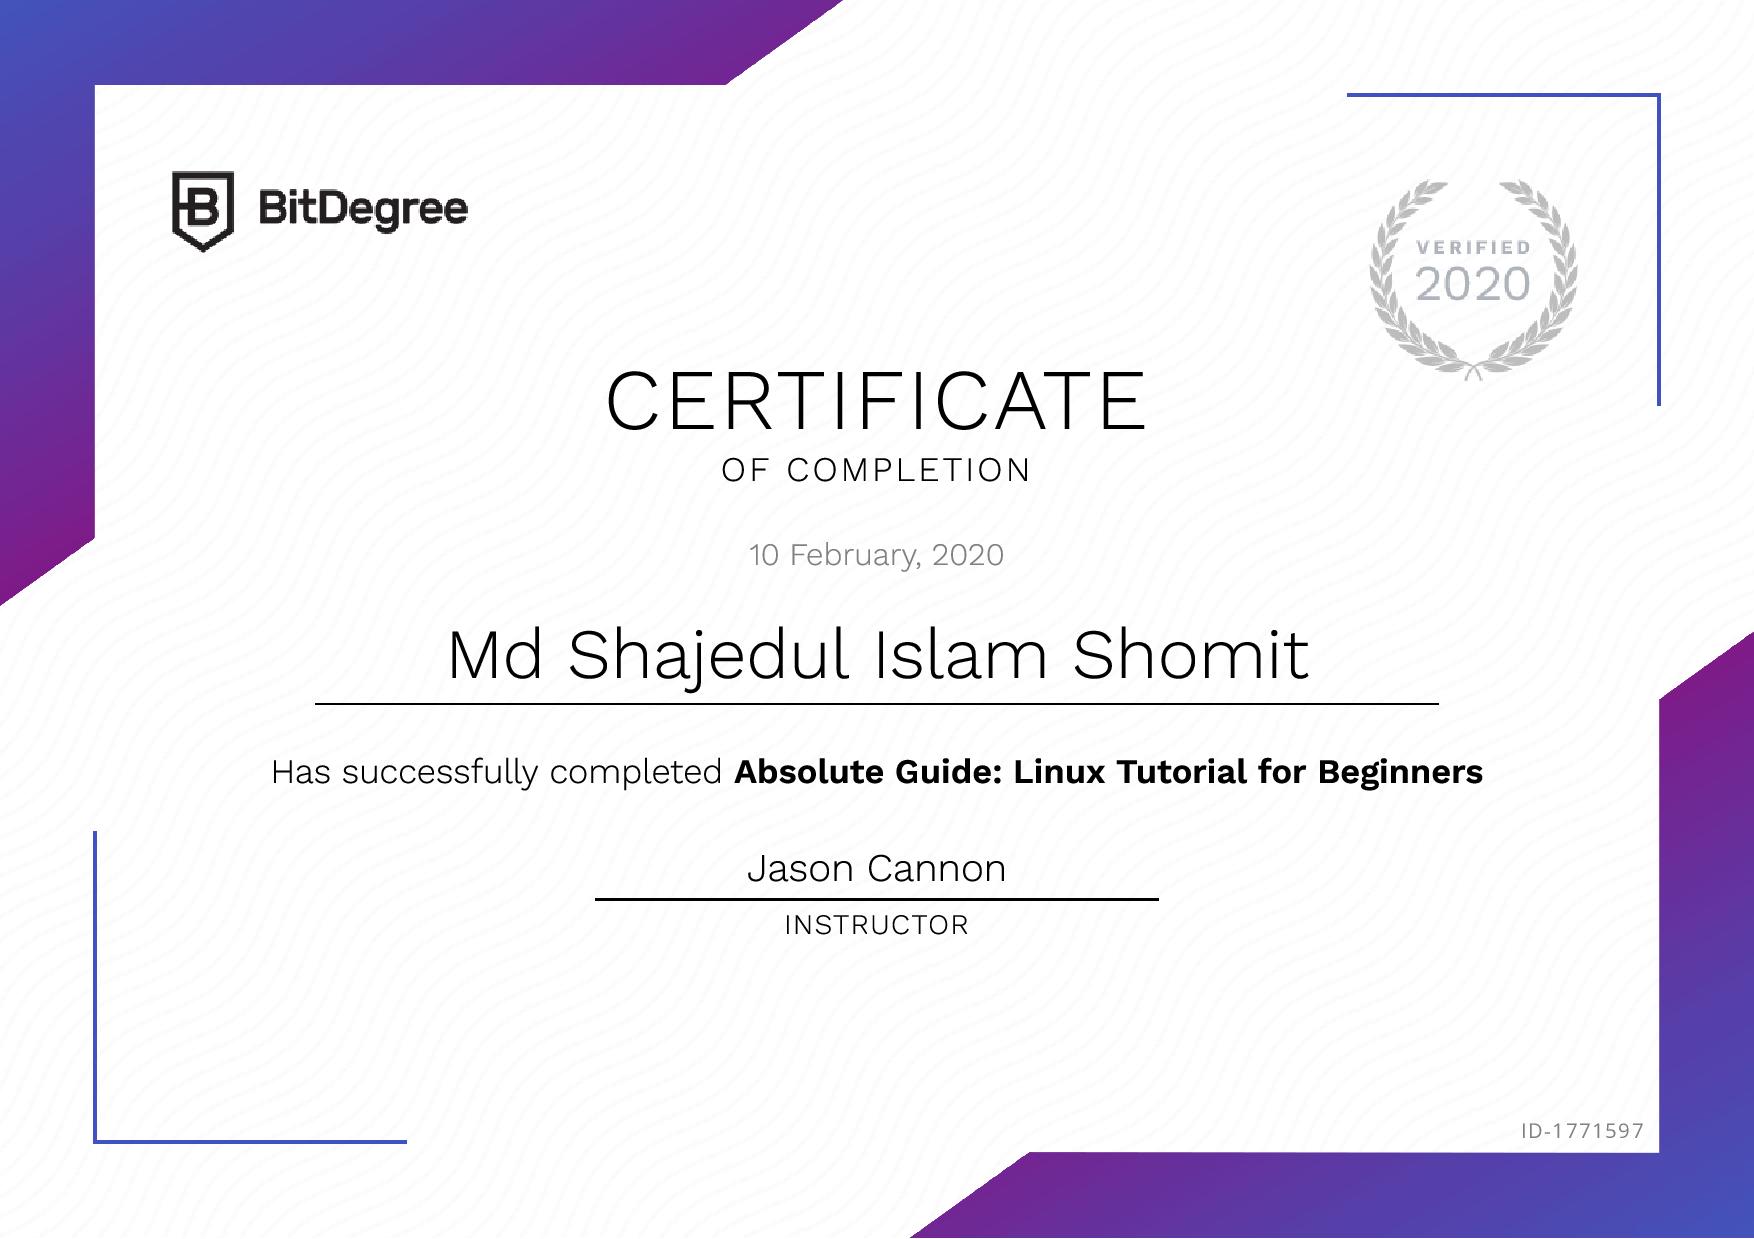 BitDegree
VERIFIED
2020
CERTIFICATE
OF COMPLETION
10 February, 2020
Md Shajedul Islam Shomit
Has successfully completed Absolute Guide: Linux Tutorial for Beginners
Jason Cannon
INSTRUCTOR
ID-1771597